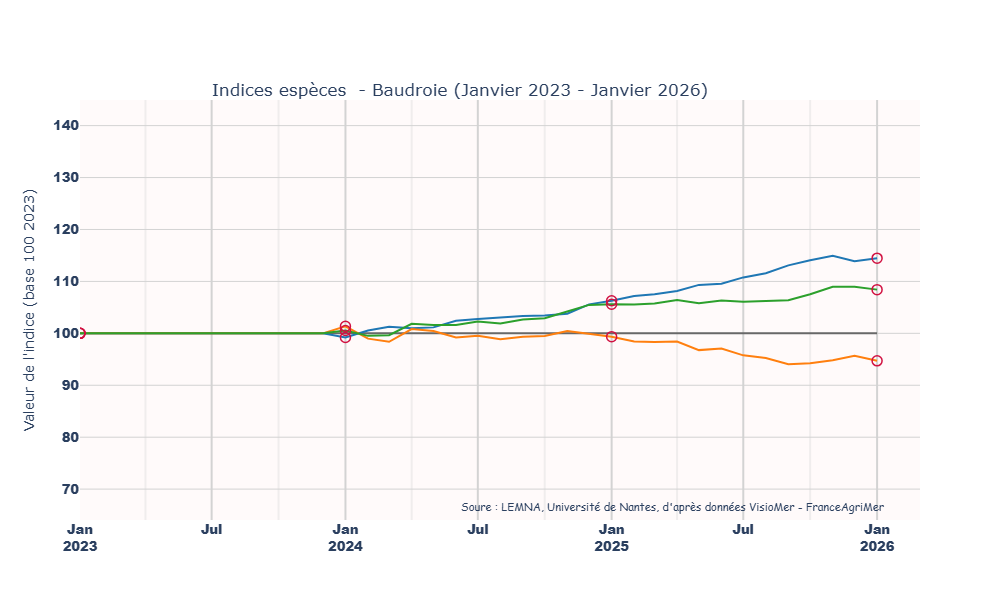 Indices espèces  - Baudroie (Janvier 2023 - Janvier 2026)
Valeur de l'Indice (base 100 2023)
140
130
120
110
100
90
80
70
Soure : LEMNA, Université de Nantes, d'après données VisioMer - FranceAgriMer
Jan Jul Jan Jul Jan Jul Jan
2023 2024 2025 2026